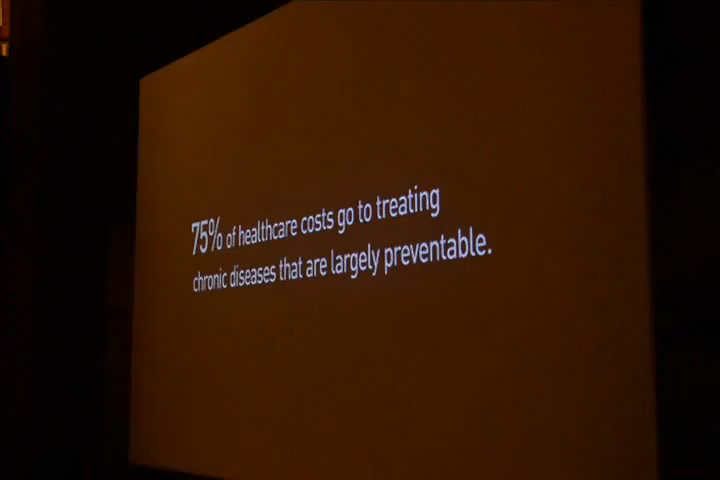 75% of healthcare costs go to treating
chronic diseases that are largely preventable.